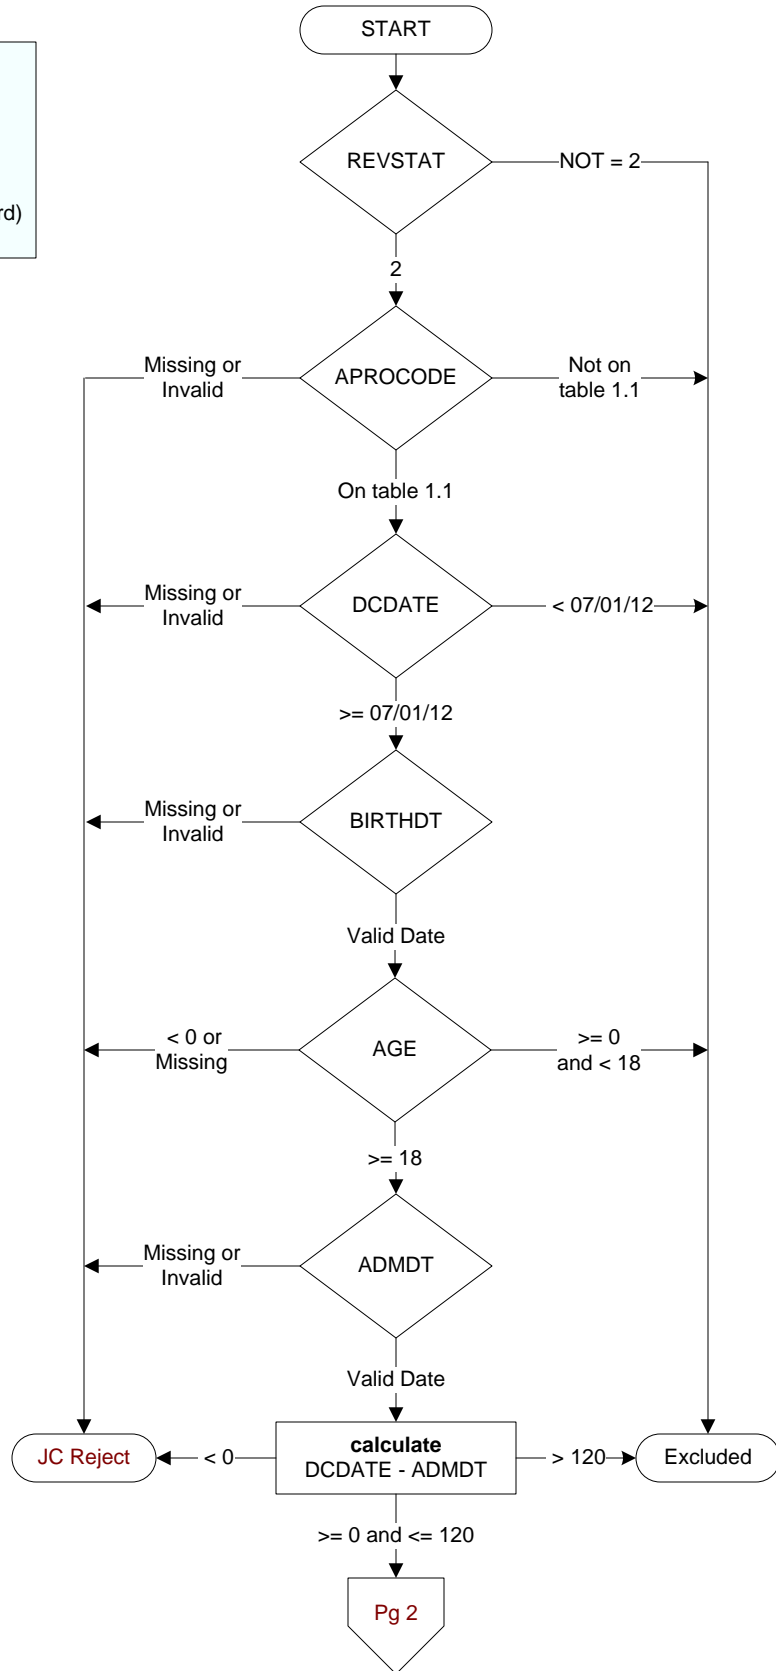 START
rd)
REVSTAT
NOT = 2
2
Missing or
Invalid
APROCODE
Not on
table 1.1
On table 1.1
Missing or
Invalid
DCDATE
< 07/01/12
>= 07/01/12
Missing or
Invalid
BIRTHDT
Valid Date
< 0 or
Missing
AGE
>= 0
and < 18
>= 18
Missing or
Invalid
ADMDT
Valid Date
JC Reject
< 0
calculate
DCDATE - ADMDT
> 120
Excluded
>= 0 and <= 120
Pg 2